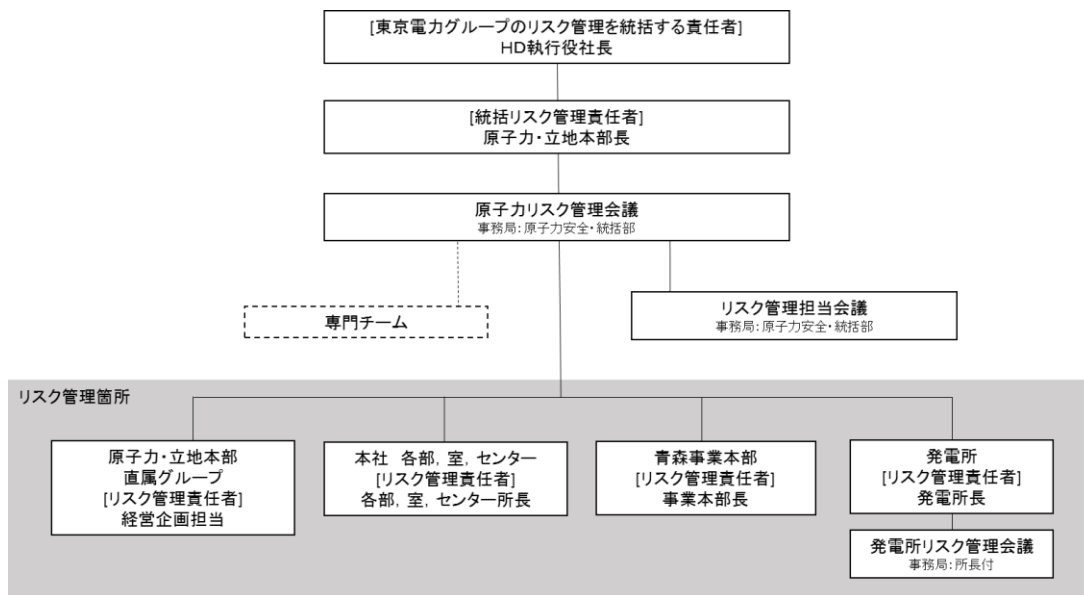 [東京電力グループのリスク管理を統括する責任者]
HD執行役社長
[統括リスク管理責任者]
原子力・立地本部長
原子力リスク管理会議
事務局:原子力安全・統括部
専門チーム
リスク管理担当会議
事務局:原子力安全・統括部
リスク管理箇所
原子力・立地本部
直属グループ
[リスク管理責任者]
経営企画担当
本社 各部, 室, センター
[リスク管理責任者]
各部, 室, センター所長
青森事業本部
[リスク管理責任者]
事業本部長
発電所
[リスク管理責任者]
発電所長
発電所リスク管理会議
事務局:所長付